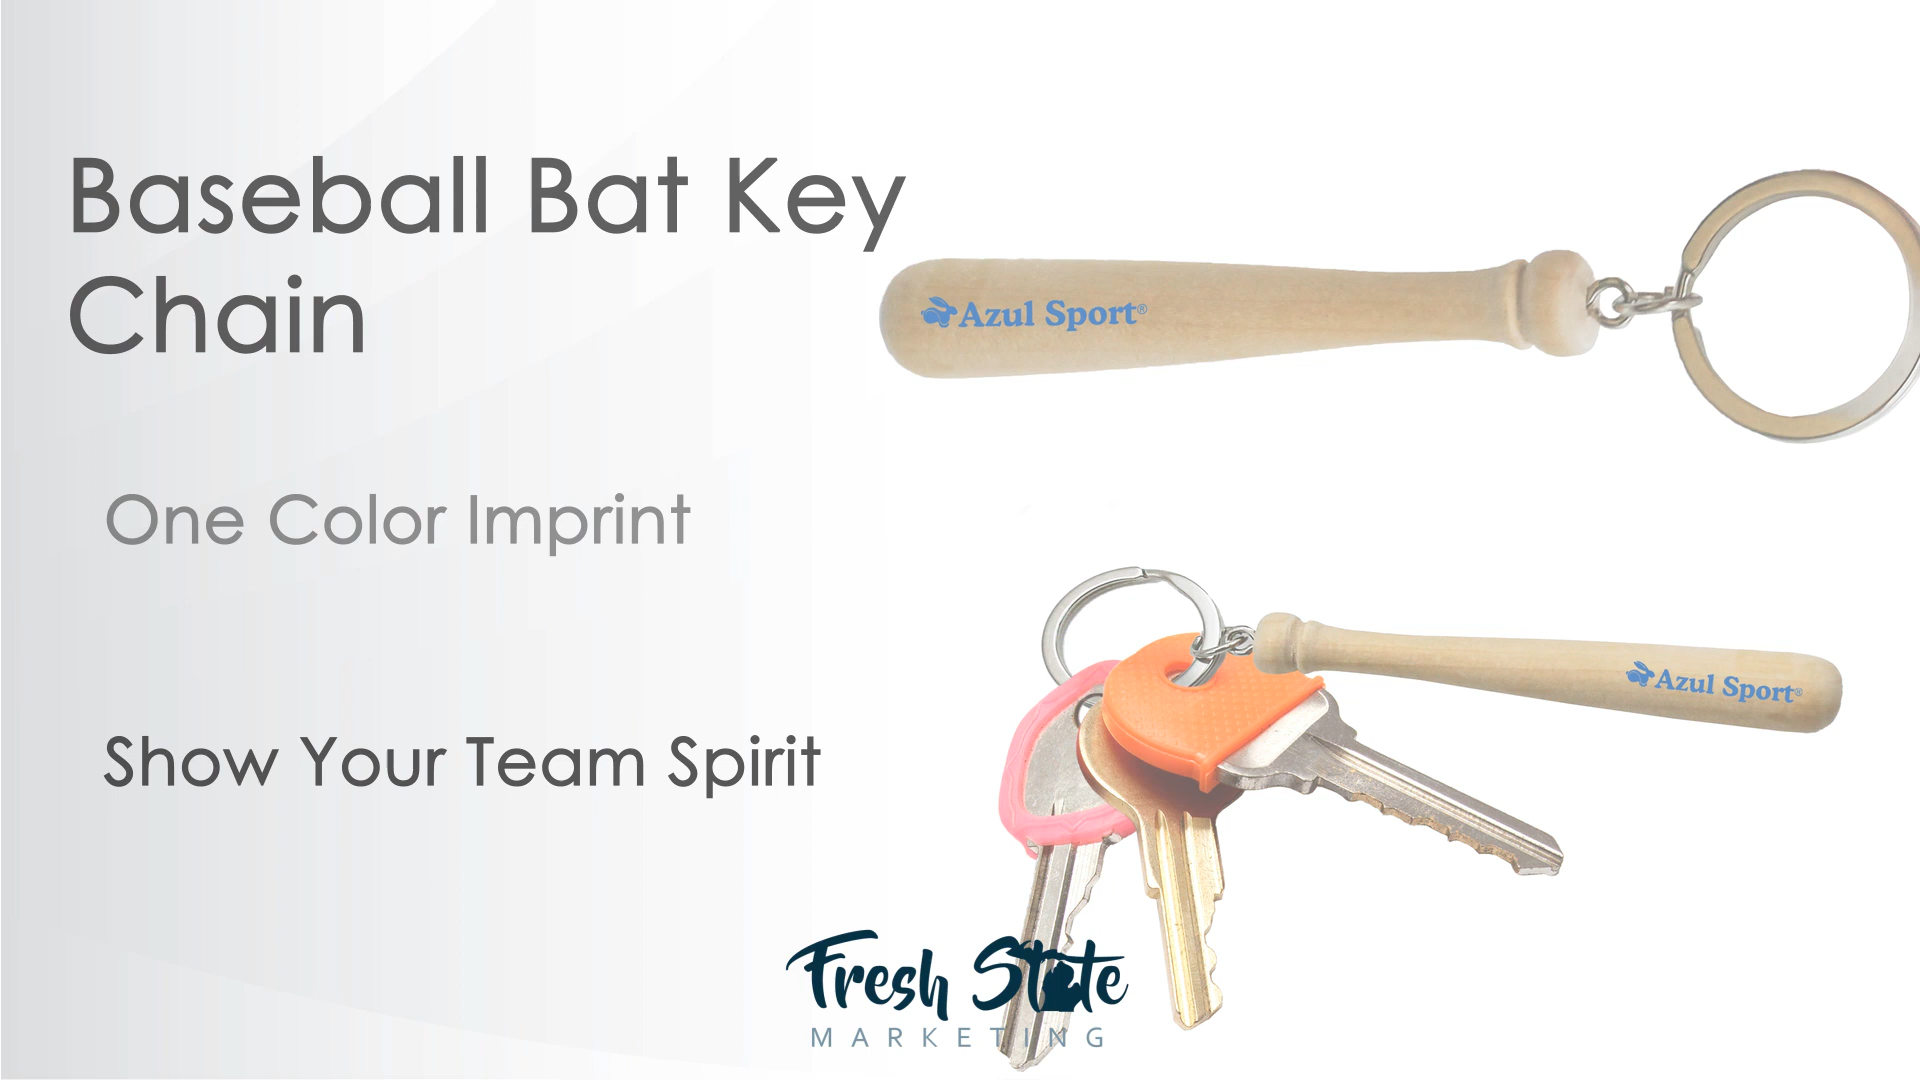 Baseball Bat Key
Chain
Azul Sport®
One Color Imprint
Show Your Team Spirit
Azul Sport®
Fresh State
MARKETING